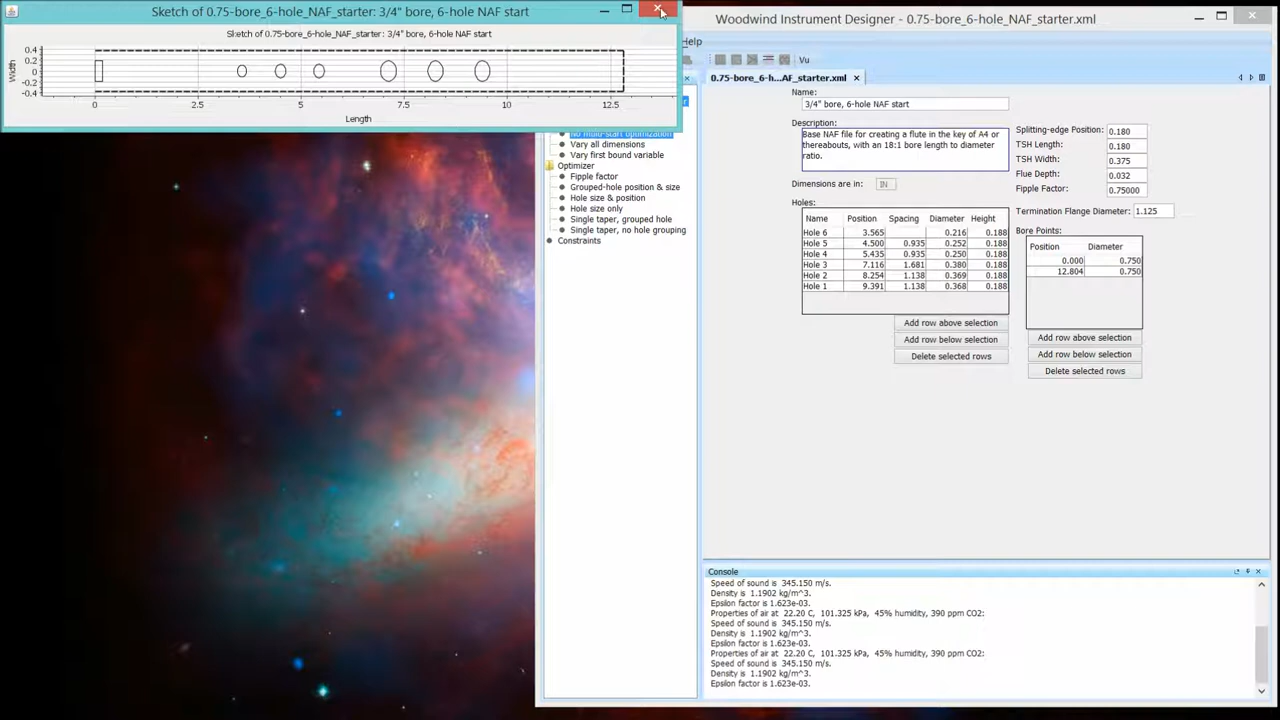 Sketch of 0.75-bore_6-hole_NAF_starter: 3/4" bore, 6-hole NAF start
Sketch of 0.75-bore_6-hole_NAF_starter: 3/4" bore, 6-hole NAF start
Width
0.4
0.2
0
-0.2
-0.4
0 2.5 5 7.5 10 12.5
Length
Woodwind Instrument Designer - 0.75-bore_6-hole_NAF_starter.xml
Help
Vu
0.75-bore_6-h...AF_starter.xml
No multi-start optimization
Vary all dimensions
Vary first bound variable
Optimizer
Fipple factor
Grouped-hole position & size
Hole size & position
Hole size only
Single taper, grouped hole
Single taper, no hole grouping
Constraints
Name:
3/4" bore, 6-hole NAF start
Description:
Base NAF file for creating a flute in the key of A4 or
thereabouts, with an 18:1 bore length to diameter
ratio.
Dimensions are in: IN
Splitting-edge Position: 0.180
TSH Length: 0.180
TSH Width: 0.375
Flue Depth: 0.032
Fipple Factor: 0.75000
Termination Flange Diameter: 1.125
Holes:
Name Position Spacing Diameter Height
Hole 6 3.565 0.216 0.188
Hole 5 4.500 0.935 0.252 0.188
Hole 4 5.435 0.935 0.250 0.188
Hole 3 7.116 1.681 0.380 0.188
Hole 2 8.254 1.138 0.369 0.188
Hole 1 9.391 1.138 0.368 0.188
Add row above selection
Add row below selection
Delete selected rows
Bore Points:
Position Diameter
0.000 0.750
12.804 0.750
Add row above selection
Add row below selection
Delete selected rows
Console
Speed of sound is 345.150 m/s.
Density is 1.1902 kg/m^3.
Epsilon factor is 1.623e-03.
Properties of air at 22.20 C, 101.325 kPa, 45% humidity, 390 ppm CO2:
Speed of sound is 345.150 m/s.
Density is 1.1902 kg/m^3.
Epsilon factor is 1.623e-03.
Properties of air at 22.20 C, 101.325 kPa, 45% humidity, 390 ppm CO2:
Speed of sound is 345.150 m/s.
Density is 1.1902 kg/m^3.
Epsilon factor is 1.623e-03.